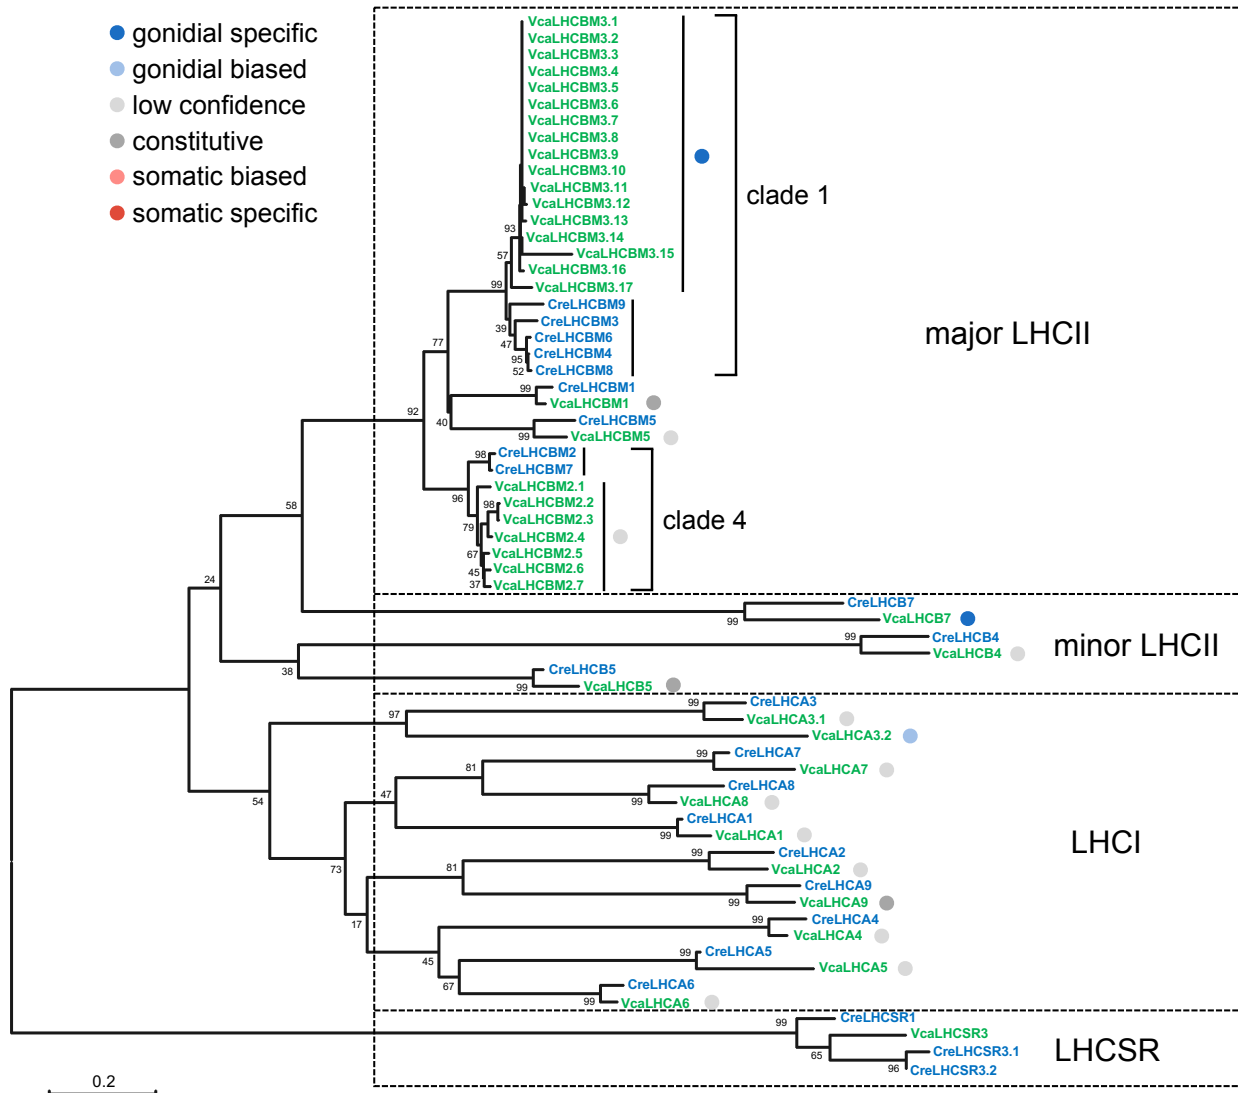 gonidial specific
gonidial biased
low confidence
constitutive
somatic biased
somatic specific
VcaLHCBM3.1
VcaLHCBM3.2
VcaLHCBM3.3
VcaLHCBM3.4
VcaLHCBM3.5
VcaLHCBM3.6
VcaLHCBM3.7
VcaLHCBM3.8
VcaLHCBM3.9
VcaLHCBM3.10
VcaLHCBM3.11
VcaLHCBM3.12
VcaLHCBM3.13
93 VcaLHCBM3.14
57 VcaLHCBM3.15
VcaLHCBM3.16
99 VcaLHCBM3.17
clade 1
CreLHCBM9
39 CreLHCBM3
47 CreLHCBM6
95 CreLHCBM4
52 CreLHCBM8
major LHCII
77
99 CreLHCBM1
VcaLHCBM1
92
40 CreLHCBM5
99 VcaLHCBM5
98 CreLHCBM2
CreLHCBM7
96 VcaLHCBM2.1
98 VcaLHCBM2.2
VcaLHCBM2.3
79 VcaLHCBM2.4
67 VcaLHCBM2.5
45 VcaLHCBM2.6
37 VcaLHCBM2.7
clade 4
58
24
CreLHCB7
99 VcaLHCB7
99 CreLHCB4
VcaLHCB4
minor LHCII
38
CreLHCB5
99 VcaLHCB5
97
99 CreLHCA3
VcaLHCA3.1
VcaLHCA3.2
99 CreLHCA7
81 VcaLHCA7
54
47
CreLHCA8
99 VcaLHCA8
CreLHCA1
99 VcaLHCA1
LHCI
73
99 CreLHCA2
81 VcaLHCA2
CreLHCA9
99 VcaLHCA9
17
99 CreLHCA4
VcaLHCA4
45
99 CreLHCA5
VcaLHCA5
67
CreLHCA6
99 VcaLHCA6
99 CreLHCSR1
VcaLHCSR3
65 CreLHCSR3.1
96 CreLHCSR3.2
LHCSR
0.2